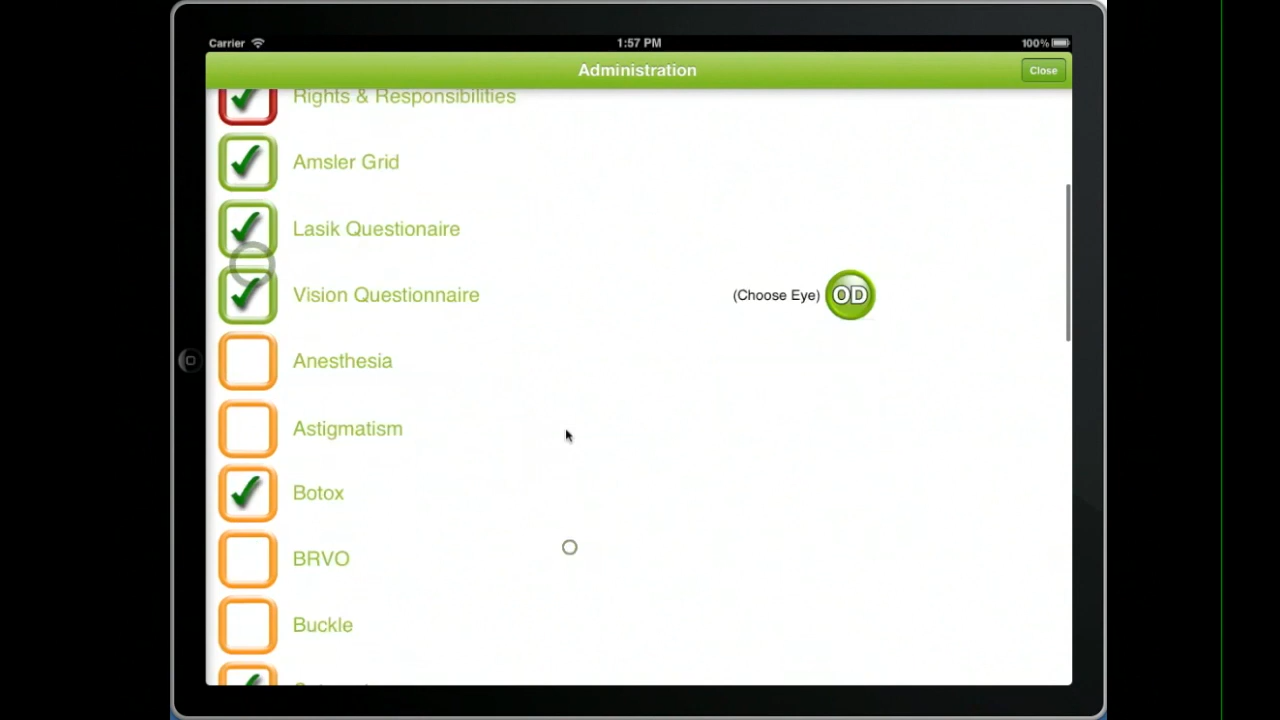 Carrier 1:57 PM 100%
Administration Close
Rights & Responsibilities
Amsler Grid
Lasik Questionaire
Vision Questionnaire (Choose Eye) OD
Anesthesia
Astigmatism
Botox
BRVO
Buckle